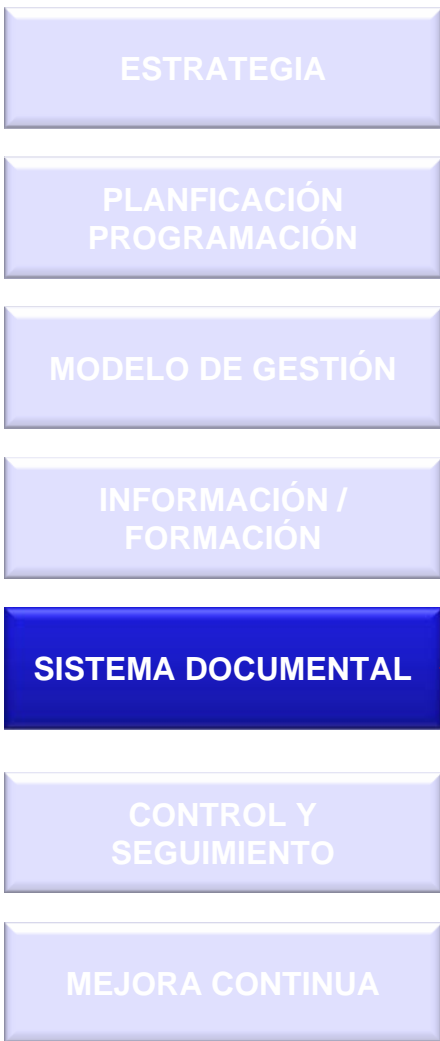 ESTRATEGIA
PLANFICACIÓN
PROGRAMACIÓN
MODELO DE GESTIÓN
INFORMACIÓN /
FORMACIÓN
SISTEMA DOCUMENTAL
CONTROL Y
SEGUIMIENTO
MEJORA CONTINUA